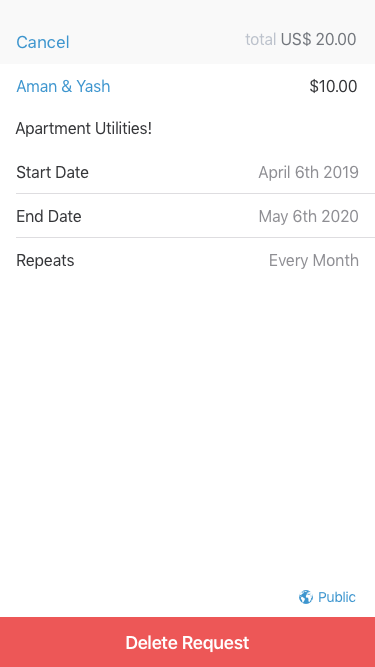 Cancel total US$ 20.00
Aman & Yash $10.00
Apartment Utilities!
Start Date April 6th 2019
End Date May 6th 2020
Repeats Every Month
Public
Delete Request